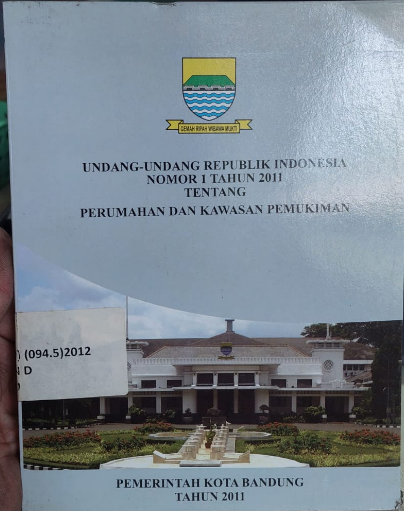 GEMAH RIPAH WIBAWA MUKTI
UNDANG-UNDANG REPUBLIK INDONESIA
NOMOR 1 TAHUN 2011
TENTANG
PERUMAHAN DAN KAWASAN PEMUKIMAN
) (094.5)2012
D
PEMERINTAH KOTA BANDUNG
TAHUN 2011